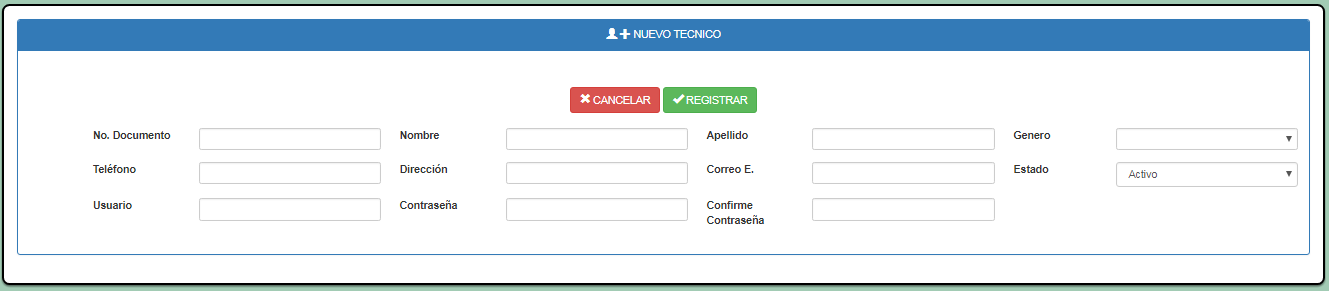 NUEVO TECNICO
CANCELAR REGISTRAR
No. Documento Nombre Apellido Genero
Teléfono Dirección Correo E. Estado Activo
Usuario Contraseña Confirme
Contraseña